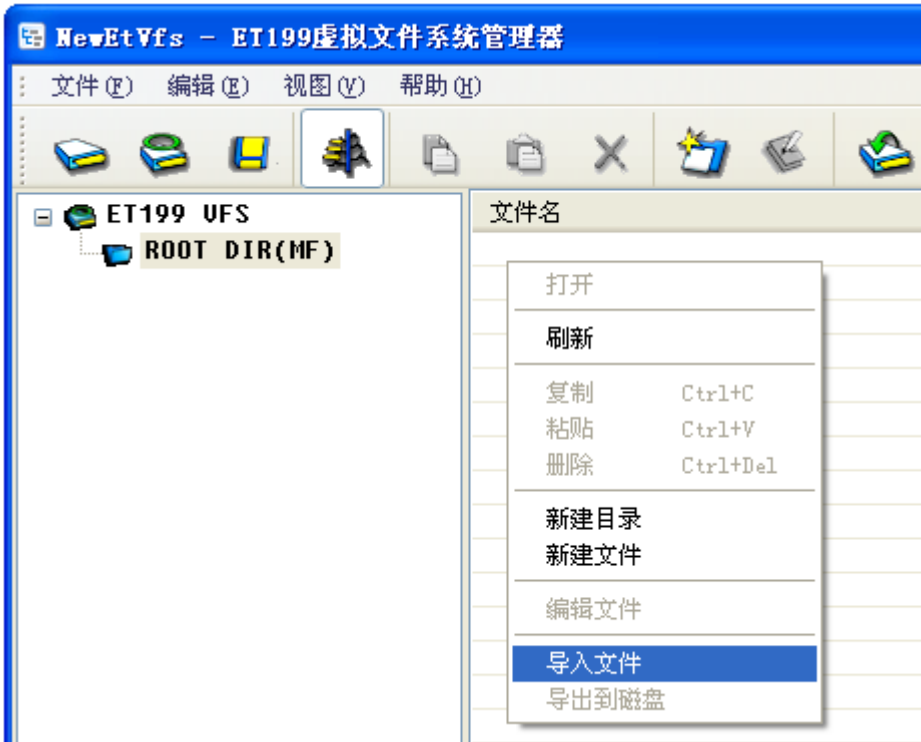 NewEtVfs - ET199虚拟文件系统管理器
文件(F) 编辑(E) 视图(V) 帮助(H)
ET199 VFS
ROOT DIR(MF)
文件名
打开
刷新
复制 Ctrl+C
粘贴 Ctrl+V
删除 Ctrl+Del
新建目录
新建文件
编辑文件
导入文件
导出到磁盘